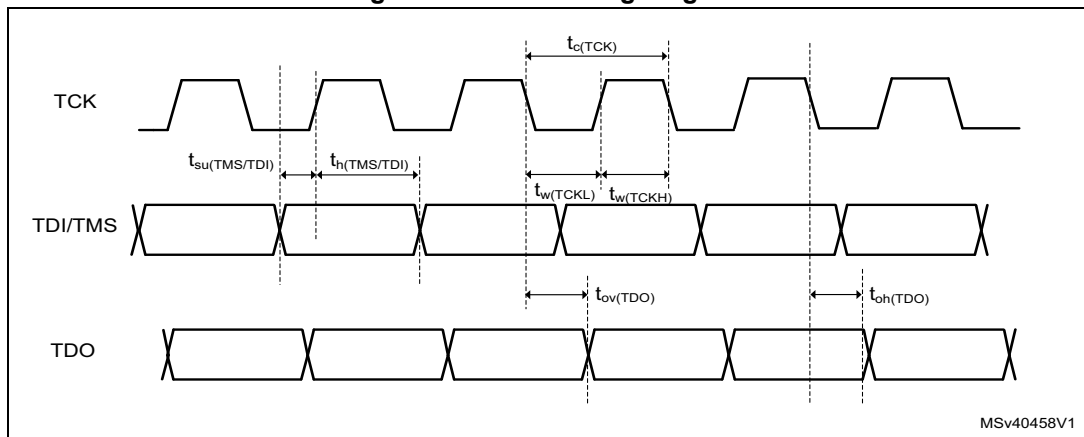 tc(TCK)
TCK
tsu(TMS/TDI)
th(TMS/TDI)
tw(TCKL)
tw(TCKH)
TDI/TMS
tov(TDO)
toh(TDO)
TDO
MSv40458V1